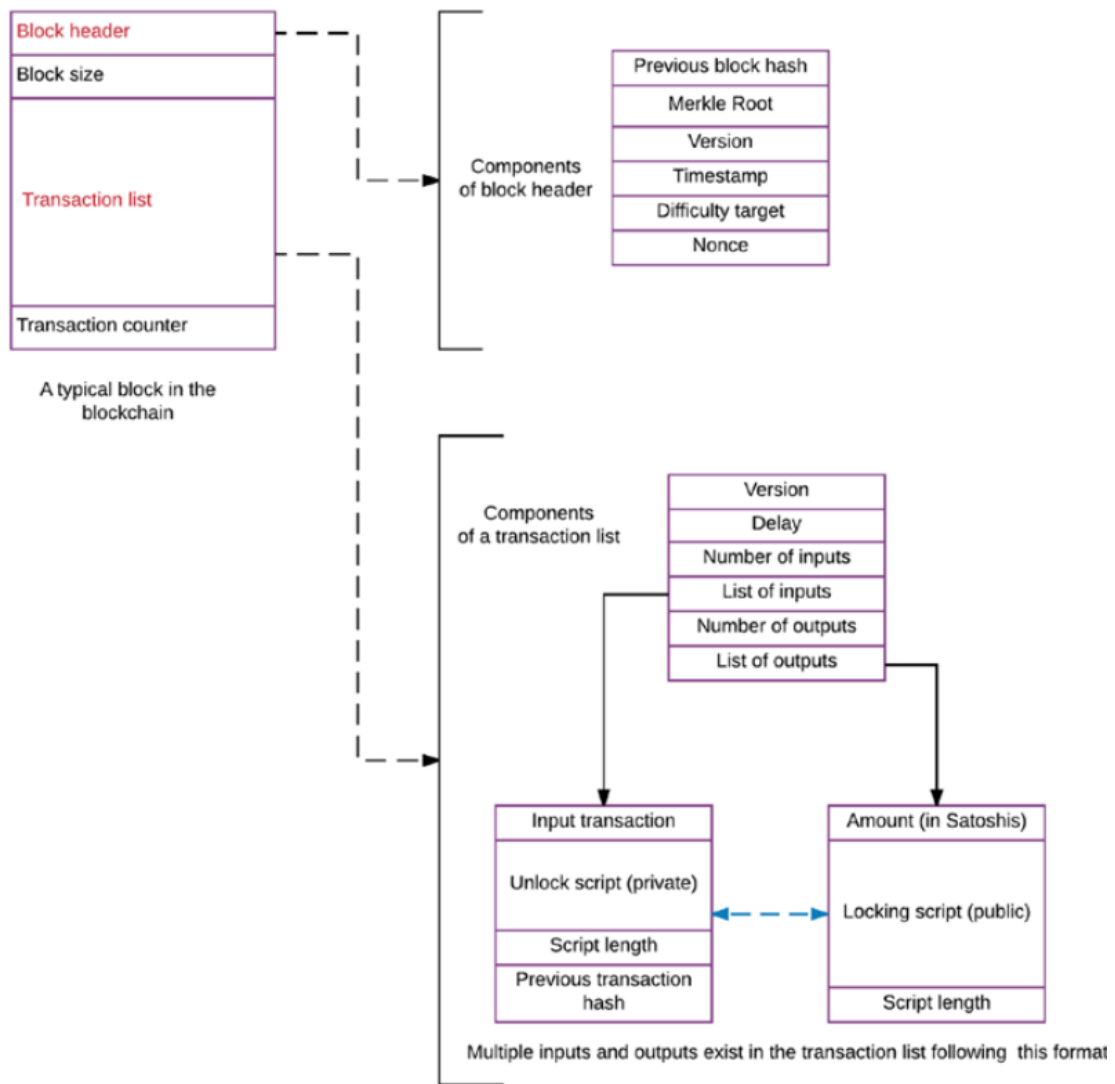 Block header
Block size
Transaction list
Transaction counter
A typical block in the
blockchain
Components
of block header
Previous block hash
Merkle Root
Version
Timestamp
Difficulty target
Nonce
Components
of a transaction list
Version
Delay
Number of inputs
List of inputs
Number of outputs
List of outputs
Input transaction
Unlock script (private)
Script length
Previous transaction
hash
Amount (in Satoshis)
Locking script (public)
Script length
Multiple inputs and outputs exist in the transaction list following this format